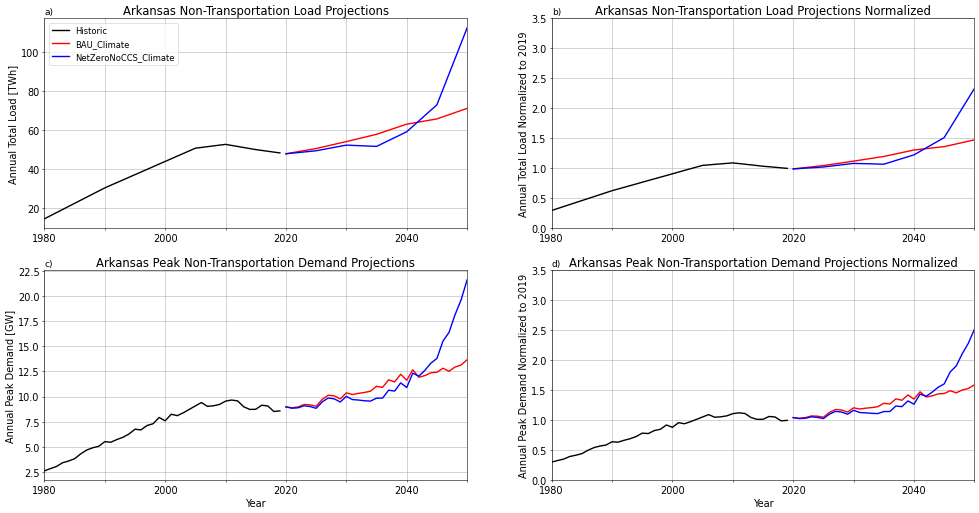 a)
Arkansas Non-Transportation Load Projections
Historic
BAU_Climate
NetZeroNoCCS_Climate
Annual Total Load [TWh]
100
80
60
40
20
1980
2000
2020
2040
b)
Arkansas Non-Transportation Load Projections Normalized
Annual Total Load Normalized to 2019
3.5
3.0
2.5
2.0
1.5
1.0
0.5
0.0
1980
2000
2020
2040
c)
Arkansas Peak Non-Transportation Demand Projections
Annual Peak Demand [GW]
22.5
20.0
17.5
15.0
12.5
10.0
7.5
5.0
2.5
1980
2000
2020
2040
Year
d)
Arkansas Peak Non-Transportation Demand Projections Normalized
Annual Peak Demand Normalized to 2019
3.5
3.0
2.5
2.0
1.5
1.0
0.5
0.0
1980
2000
2020
2040
Year